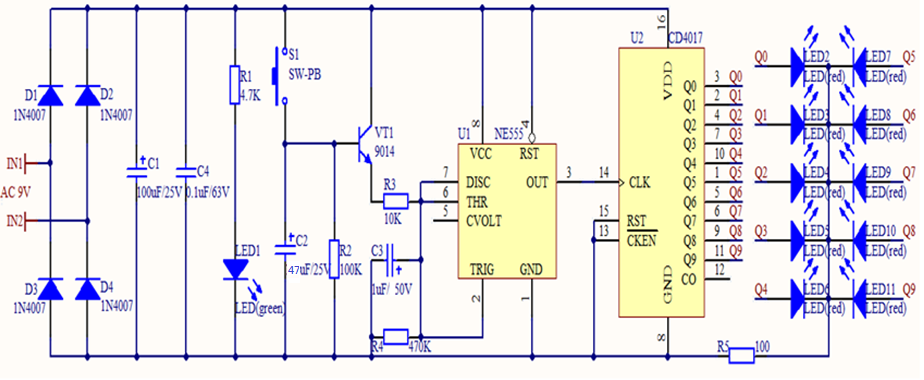 16
S1
SW-PB
R1
4.7K
D1
1N4007
D2
1N4007
IN1
AC 9V
IN2
C1
100uF/25V
C4
0.1uF/63V
D3
1N4007
D4
1N4007
LED1
LED(green)
C2
47uF/25V
R2
100K
VT1
9014
R3
10K
C3
1uF/ 50V
R4
470K
U1
NE555
8
4
VCC
RST
7
DISC
6
THR
5
CVOLT
OUT
3
TRIG
GND
2
1
U2
CD4017
VDD
14
CLK
15
RST
13
CKEN
GND
8
Q0
3
Q0
Q1
2
Q1
Q2
4
Q2
Q3
7
Q3
Q4
10
Q4
Q5
1
Q5
Q6
5
Q6
Q7
6
Q7
Q8
9
Q8
Q9
11
Q9
CO
12
R5
100
Q0
LED2
LED(red)
LED7
LED(red)
Q5
Q1
LED3
LED(red)
LED8
LED(red)
Q6
Q2
LED4
LED(red)
LED9
LED(red)
Q7
Q3
LED5
LED(red)
LED10
LED(red)
Q8
Q4
LED6
LED(red)
LED11
LED(red)
Q9